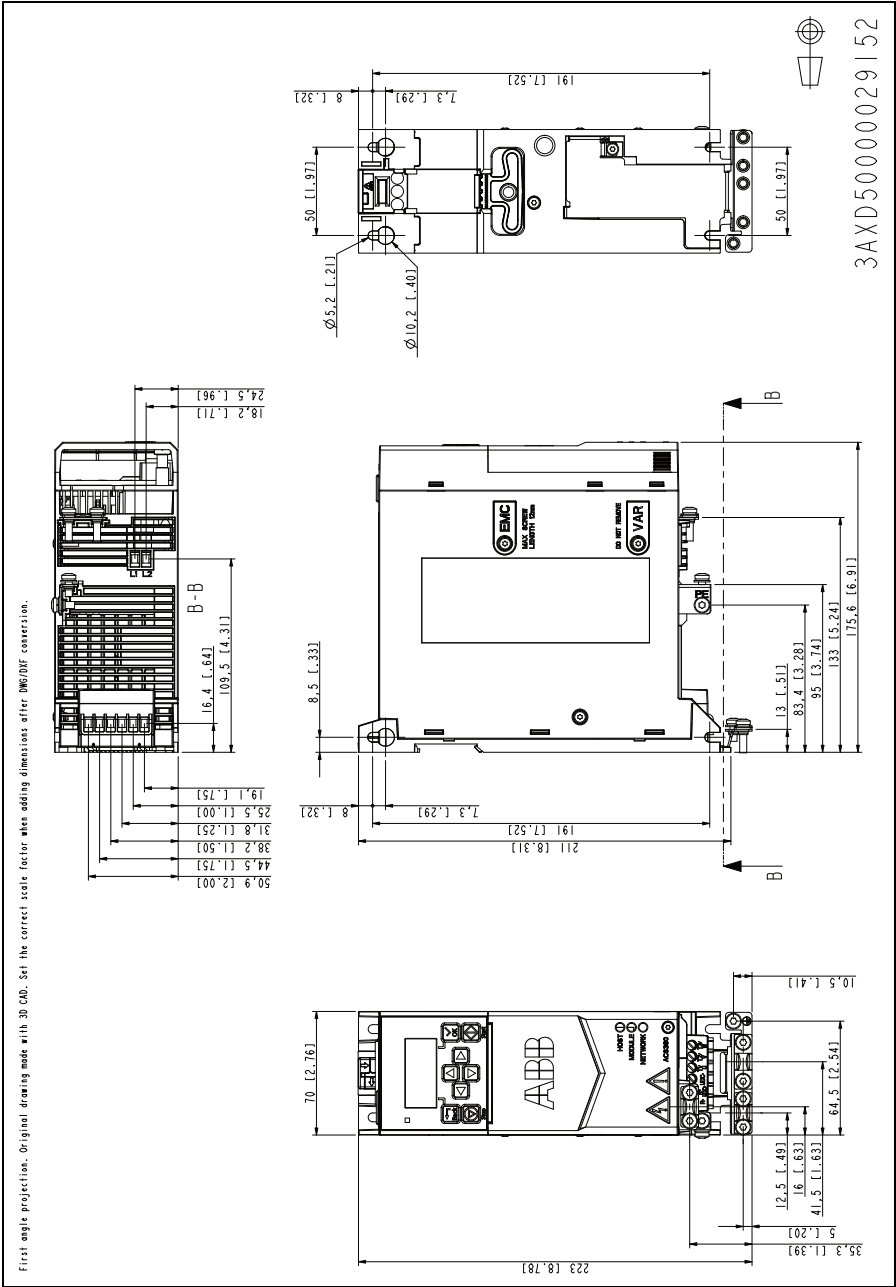 3AXD50000029152
191 [7.52]
8 [.32]
7,3 [.29]
50 [1.97]
50 [1.97]
Ø5,2 [.21]
Ø10,2 [.40]
24,5 [.96]
18,2 [.71]
L1 L2
B-B
16,4 [.64]
109,5 [4.31]
19,1 [.75]
25,5 [1.00]
31,8 [1.25]
38,2 [1.50]
44,5 [1.75]
50,9 [2.00]
B
EMC
MAX SCREW
LENGTH 12mm
DO NOT REMOVE
VAR
PE
8,5 [.33]
13 [.51]
83,4 [3.28]
95 [3.74]
133 [5.24]
175,6 [6.91]
8 [.32]
7,3 [.29]
191 [7.52]
211 [8.31]
B
70 [2.76]
OK
ABB
HOST
MODULE
NETWORK
ACS380
10,5 [.41]
64,5 [2.54]
12,5 [.49]
16 [.63]
41,5 [1.63]
5 [.20]
35,3 [1.39]
223 [8.78]
First angle projection. Original drawing made with 3D CAD. Set the correct scale factor when adding dimensions after DWG/DXF conversion.